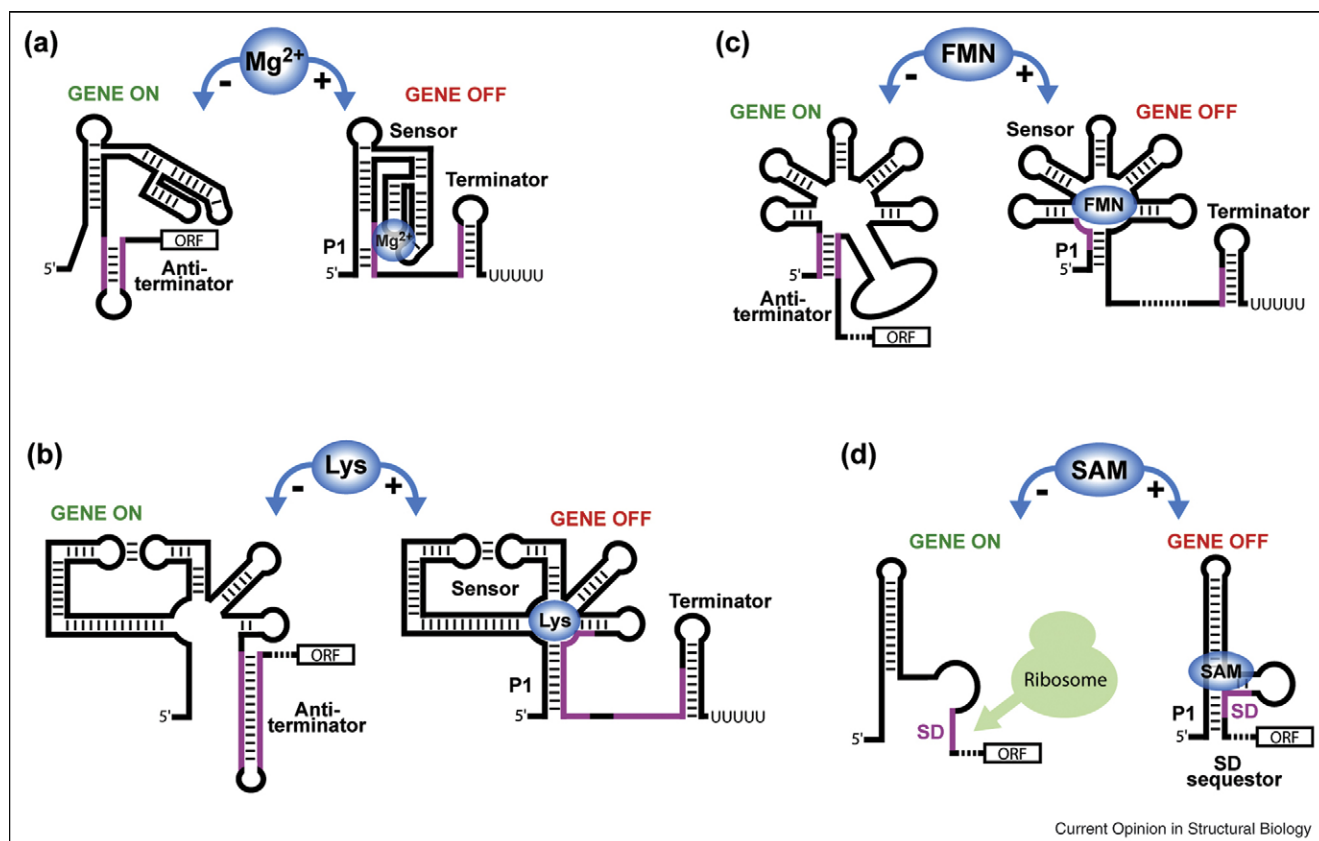 (a)
Mg2+
-
+
GENE ON
GENE OFF
Sensor
Terminator
P1
Mg2+
ORF
5'
Anti-
terminator
5'
UUUUU
(c)
FMN
-
+
GENE ON
GENE OFF
Sensor
FMN
Terminator
P1
5'
5'
Anti-
terminator
UUUUU
ORF
(b)
Lys
-
+
GENE ON
GENE OFF
Sensor
Terminator
Lys
ORF
P1
Anti-
terminator
5'
5'
UUUUU
(d)
SAM
-
+
GENE ON
GENE OFF
Ribosome
SAM
SD
P1
SD
5'
ORF
5'
ORF
SD
sequestor
Current Opinion in Structural Biology